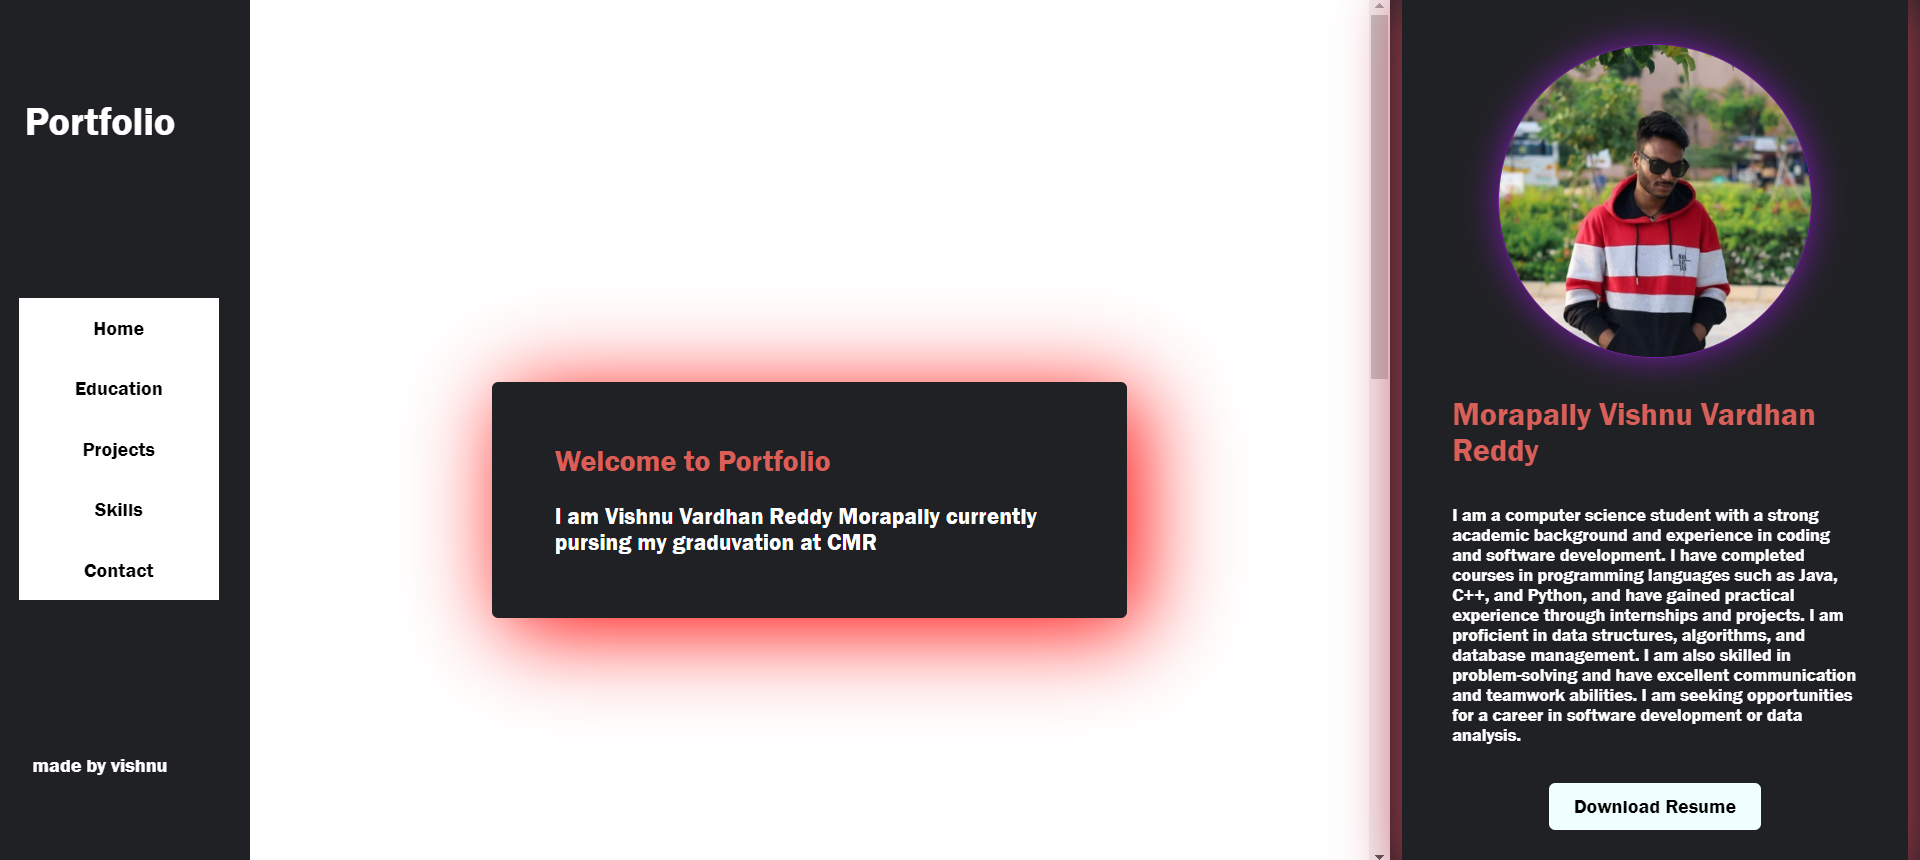 Portfolio
Home
Education
Projects
Skills
Contact
made by vishnu
Welcome to Portfolio
I am Vishnu Vardhan Reddy Morapally currently
pursing my graduvation at CMR
Morapally Vishnu Vardhan
Reddy
I am a computer science student with a strong
academic background and experience in coding
and software development. I have completed
courses in programming languages such as Java,
C++, and Python, and have gained practical
experience through internships and projects. I am
proficient in data structures, algorithms, and
database management. I am also skilled in
problem-solving and have excellent communication
and teamwork abilities. I am seeking opportunities
for a career in software development or data
analysis.
Download Resume